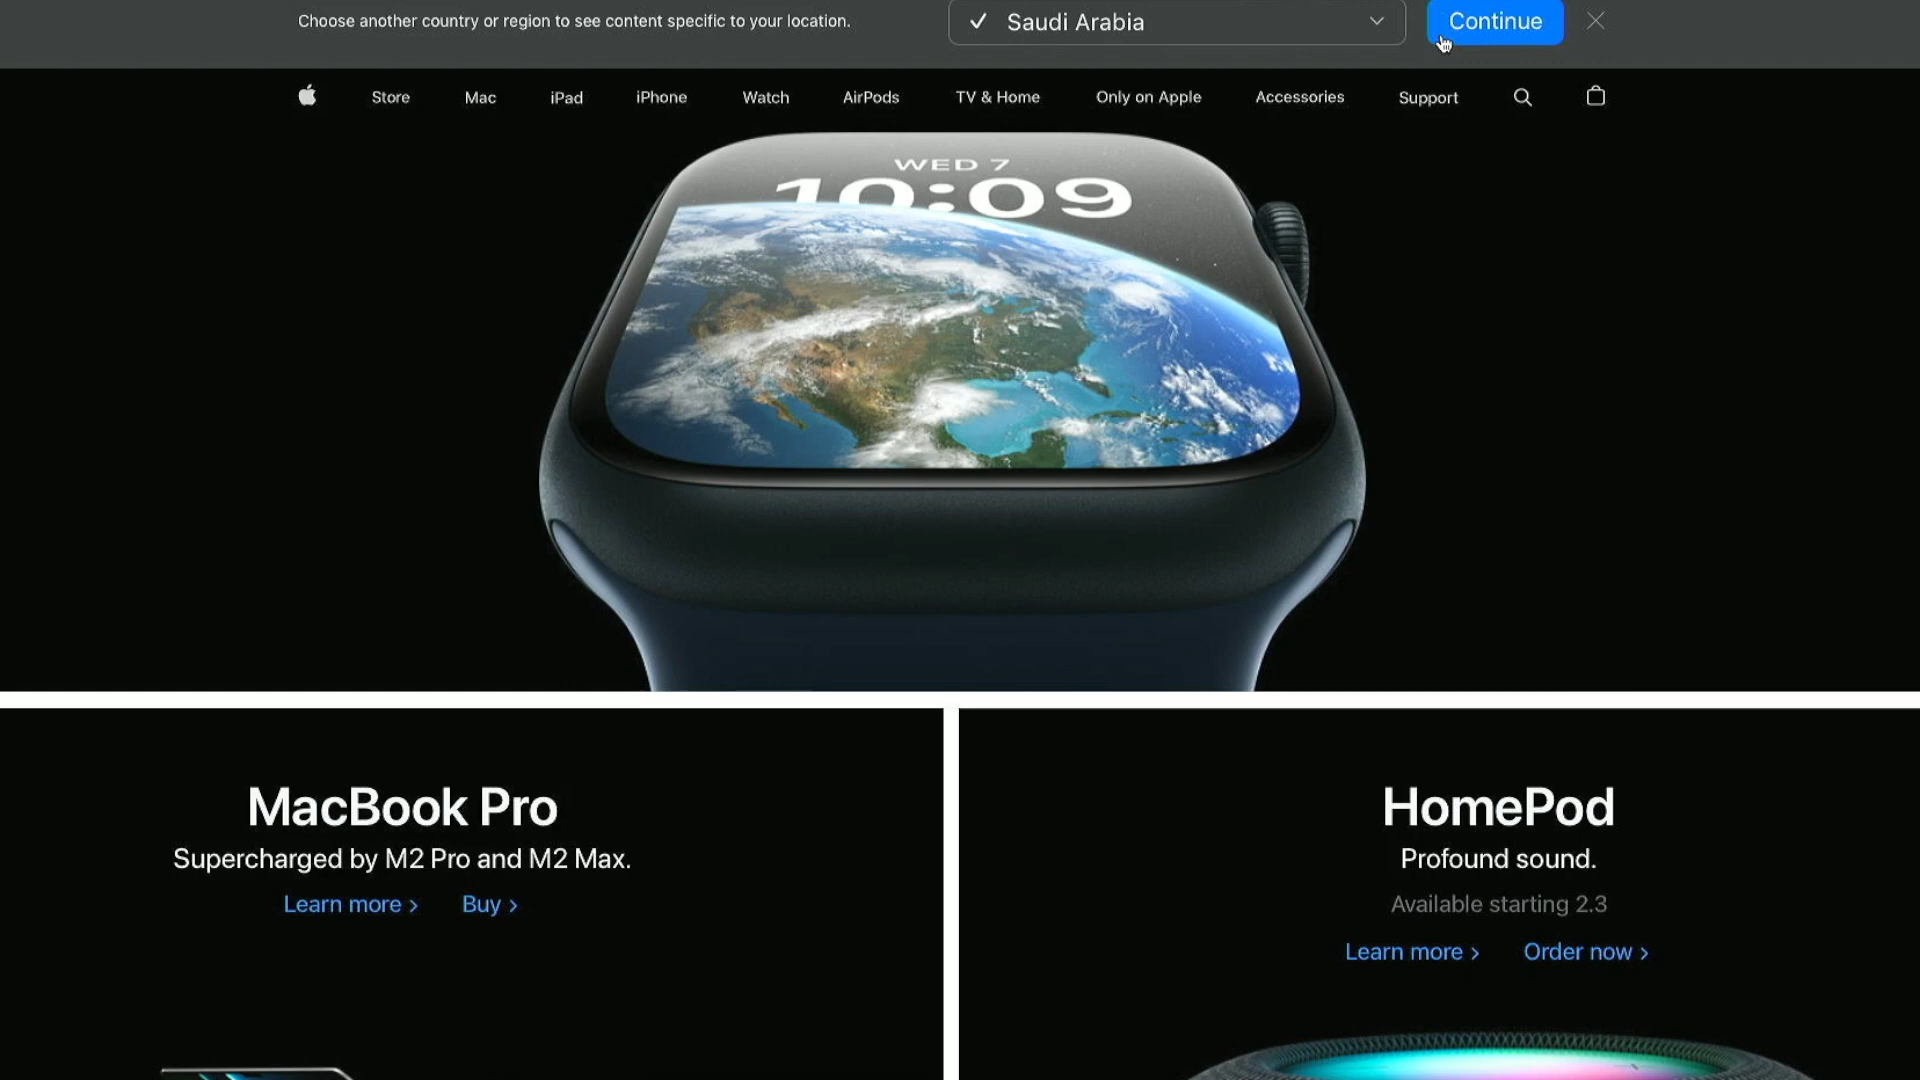 Choose another country or region to see content specific to your location.
Saudi Arabia
Continue
Store Mac iPad iPhone Watch AirPods TV & Home Only on Apple Accessories Support
WED 7
10:09
MacBook Pro
Supercharged by M2 Pro and M2 Max.
Learn more > Buy >
HomePod
Profound sound.
Available starting 2.3
Learn more > Order now >